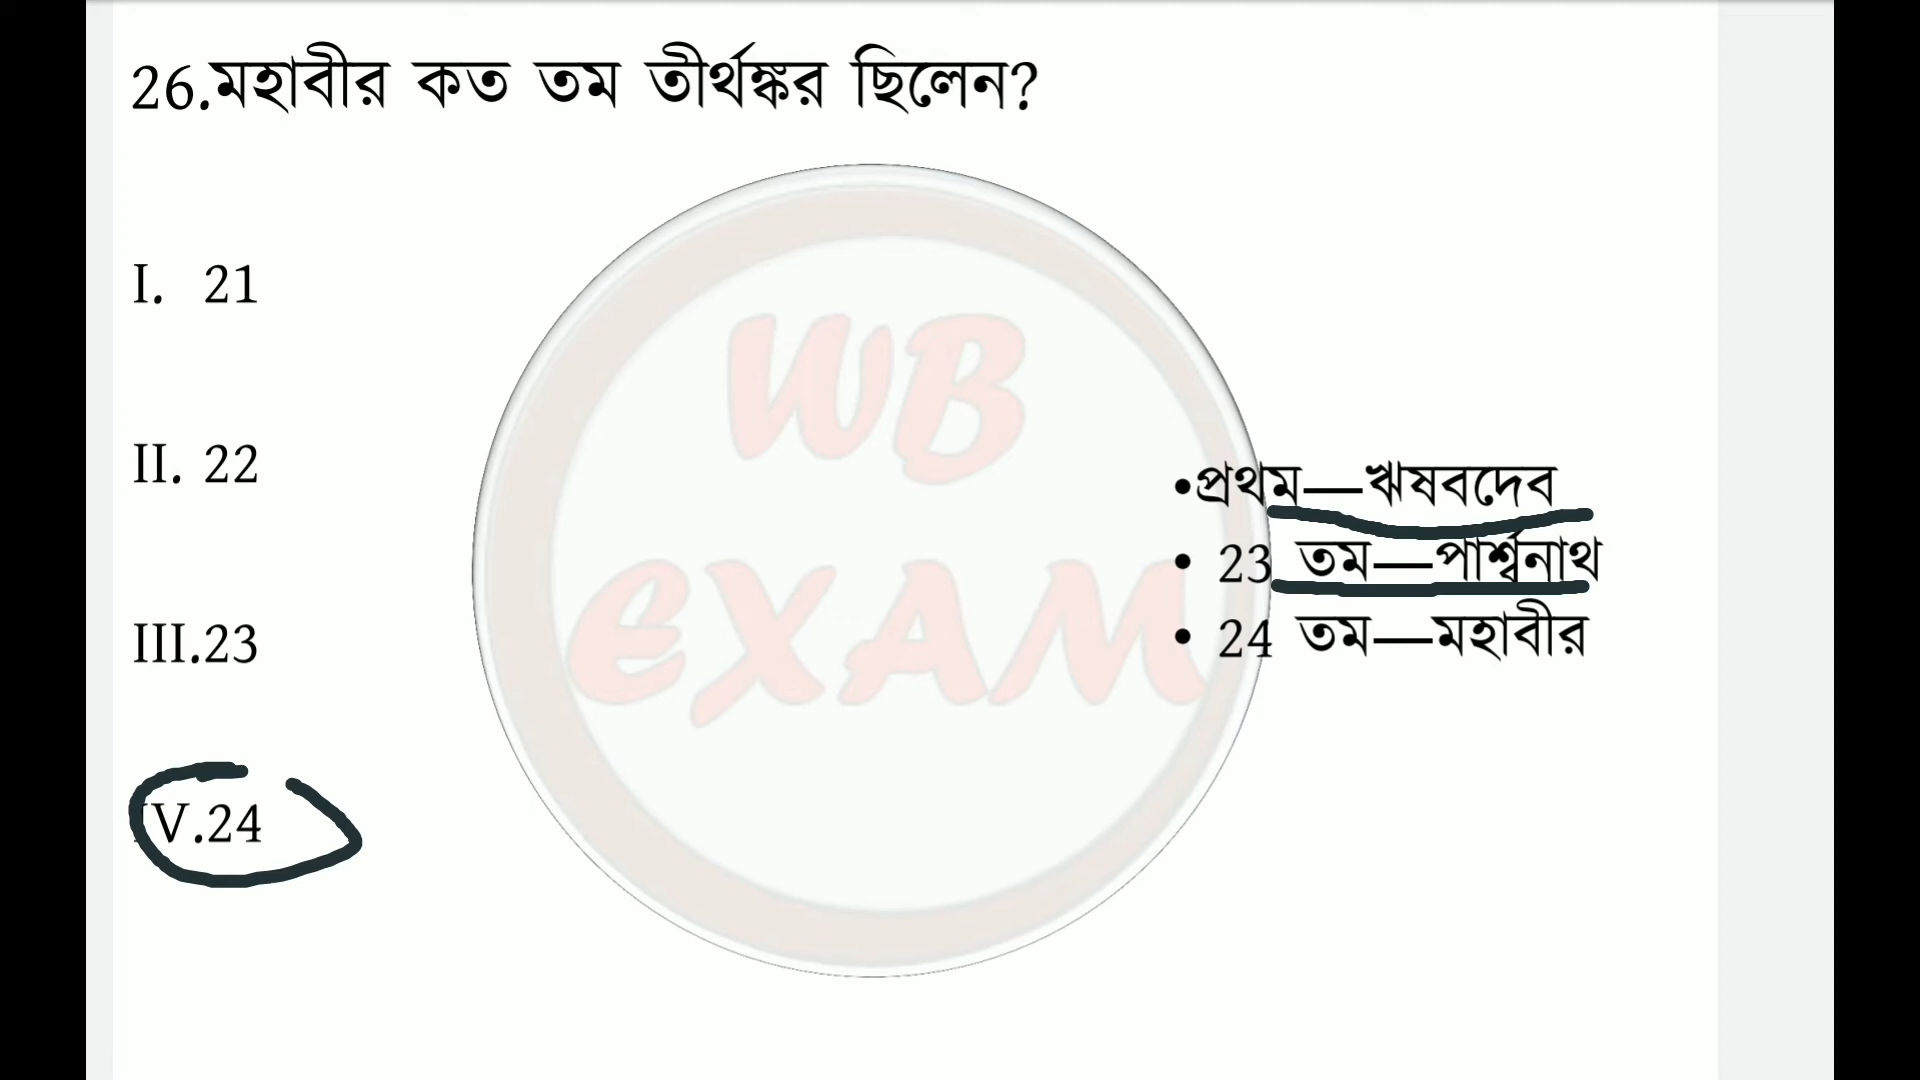 26.মহাবীর কত তম তীর্থঙ্কর ছিলেন?
I. 21
II. 22
III.23
IV.24
•প্রথম—ঋষবদেব
• 23 তম—পার্শ্বনাথ
• 24 তম—মহাবীর
WB
EXAM